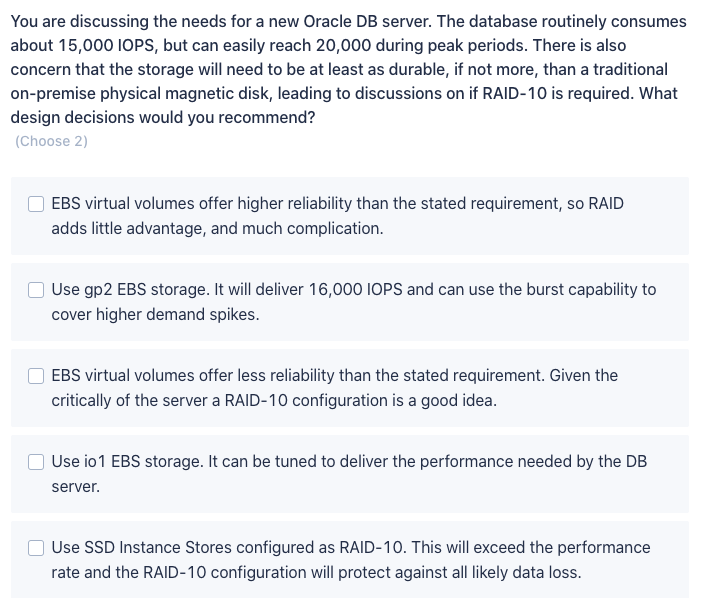 You are discussing the needs for a new Oracle DB server. The database routinely consumes
about 15,000 IOPS, but can easily reach 20,000 during peak periods. There is also
concern that the storage will need to be at least as durable, if not more, than a traditional
on-premise physical magnetic disk, leading to discussions on if RAID-10 is required. What
design decisions would you recommend?
(Choose 2)
EBS virtual volumes offer higher reliability than the stated requirement, so RAID
adds little advantage, and much complication.
Use gp2 EBS storage. It will deliver 16,000 IOPS and can use the burst capability to
cover higher demand spikes.
EBS virtual volumes offer less reliability than the stated requirement. Given the
critically of the server a RAID-10 configuration is a good idea.
Use io1 EBS storage. It can be tuned to deliver the performance needed by the DB
server.
Use SSD Instance Stores configured as RAID-10. This will exceed the performance
rate and the RAID-10 configuration will protect against all likely data loss.